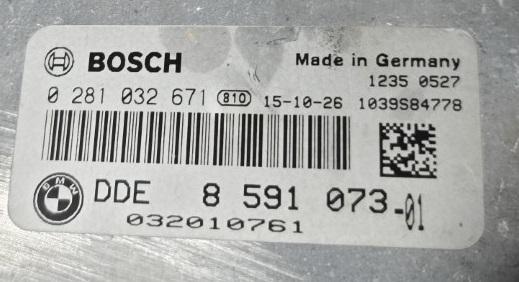 BOSCH Made in Germany
1235 0527
0 281 032 671 810 15-10-26 1039S84778
BMW DDE 8 591 073-01
032010761